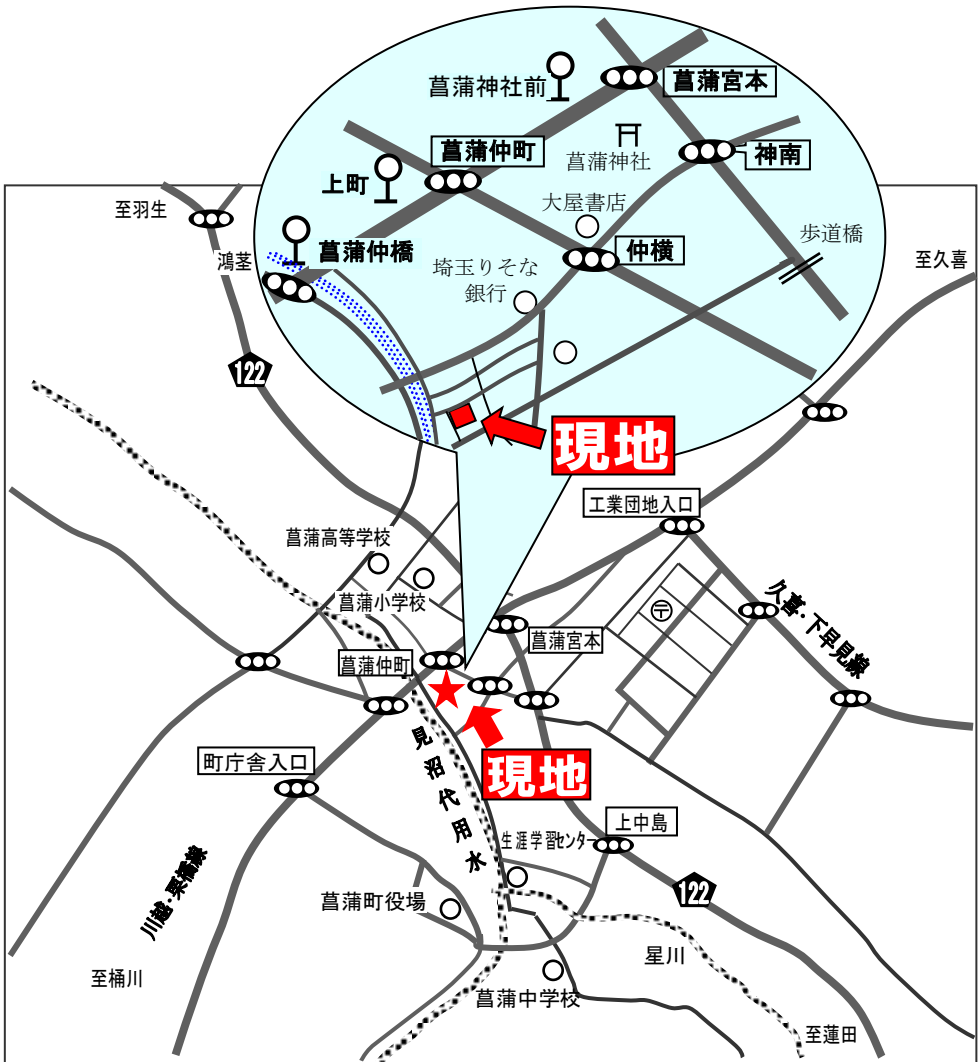 菖蒲神社前
菖蒲宮本
菖蒲仲町
神南
菖蒲神社
上町
大屋書店
至羽生
歩道橋
菖蒲仲橋
仲横
鴻茎
埼玉りそな
銀行
至久喜
122
現地
工業団地入口
菖蒲高等学校
菖蒲小学校
〒
久喜・下早見線
菖蒲宮本
菖蒲仲町
現地
町庁舎入口
見沼代用水
上中島
生涯学習センター
川越・栗橋線
122
菖蒲町役場
星川
至桶川
菖蒲中学校
至蓮田